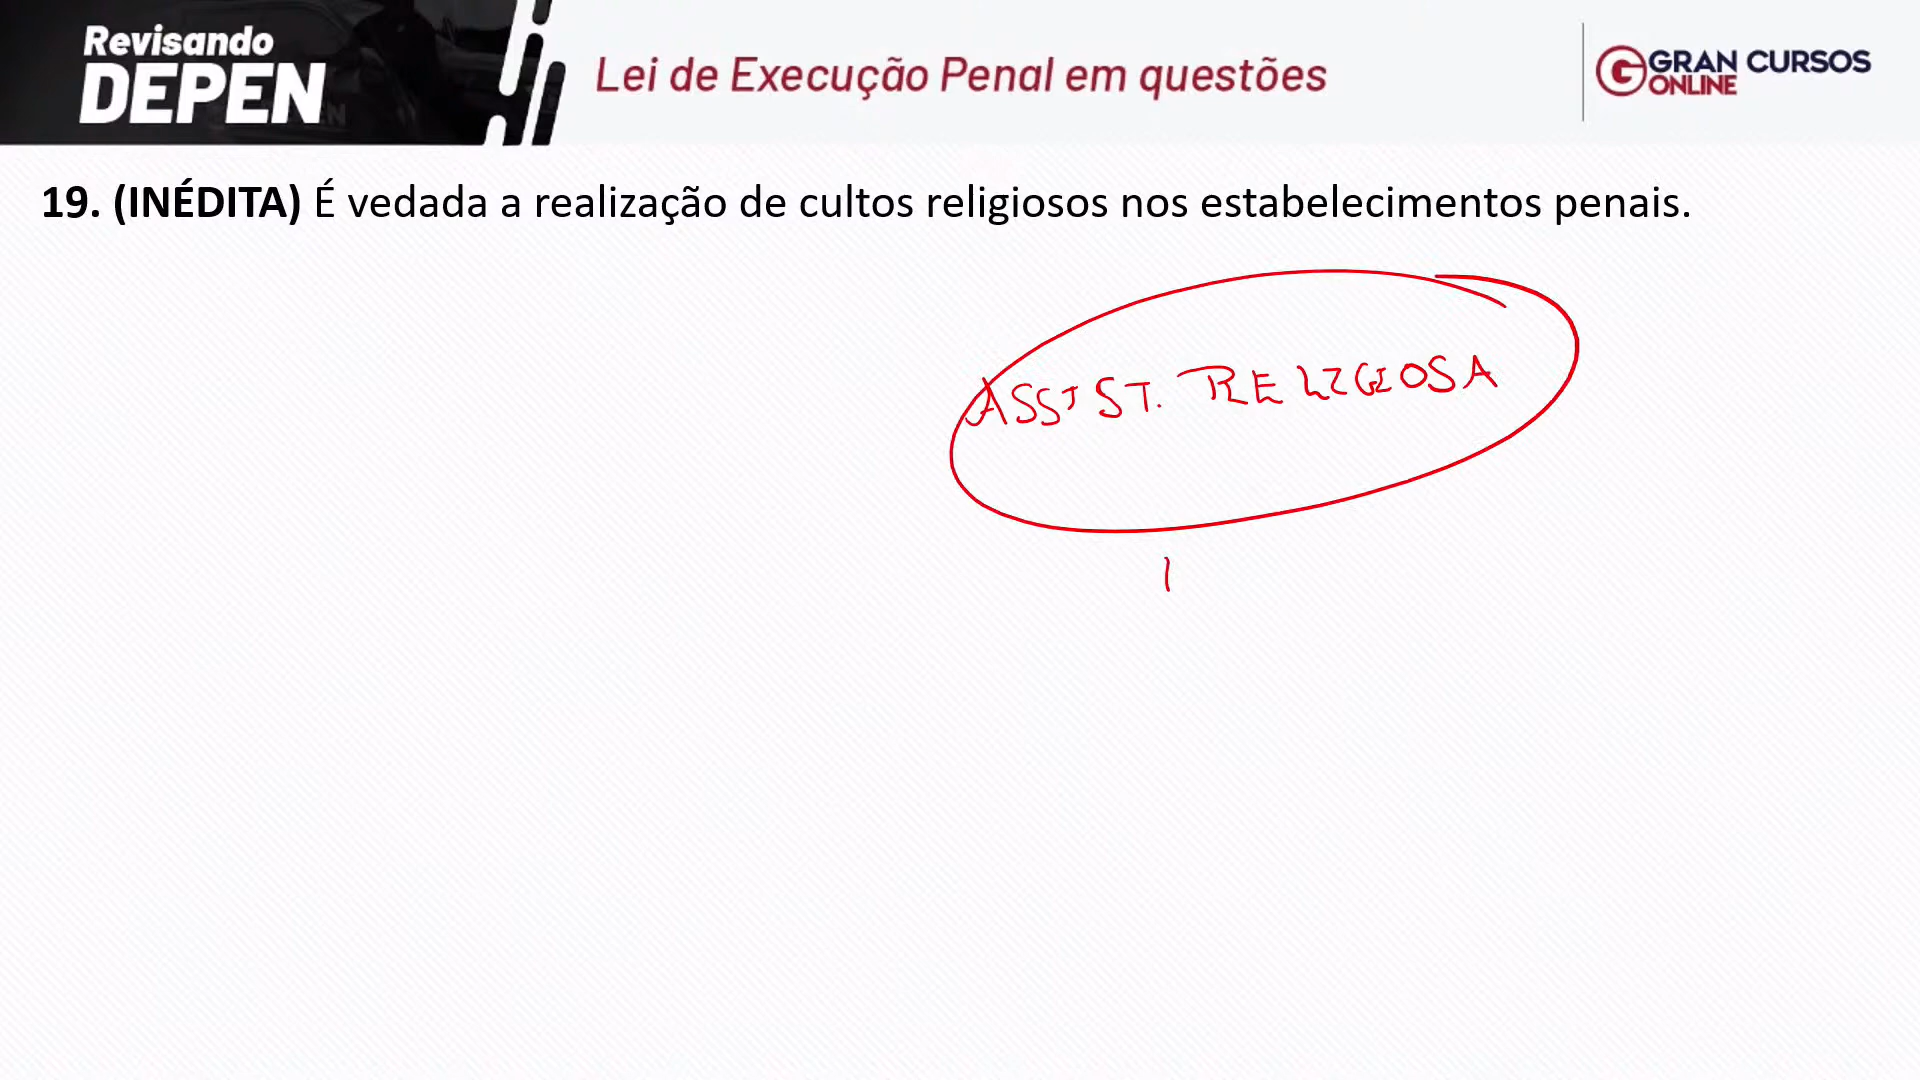 Revisando
DEPEN
Lei de Execução Penal em questões
GRAN CURSOS
ONLINE
19. (INÉDITA) É vedada a realização de cultos religiosos nos estabelecimentos penais.
ASSIST. RELIGIOSA